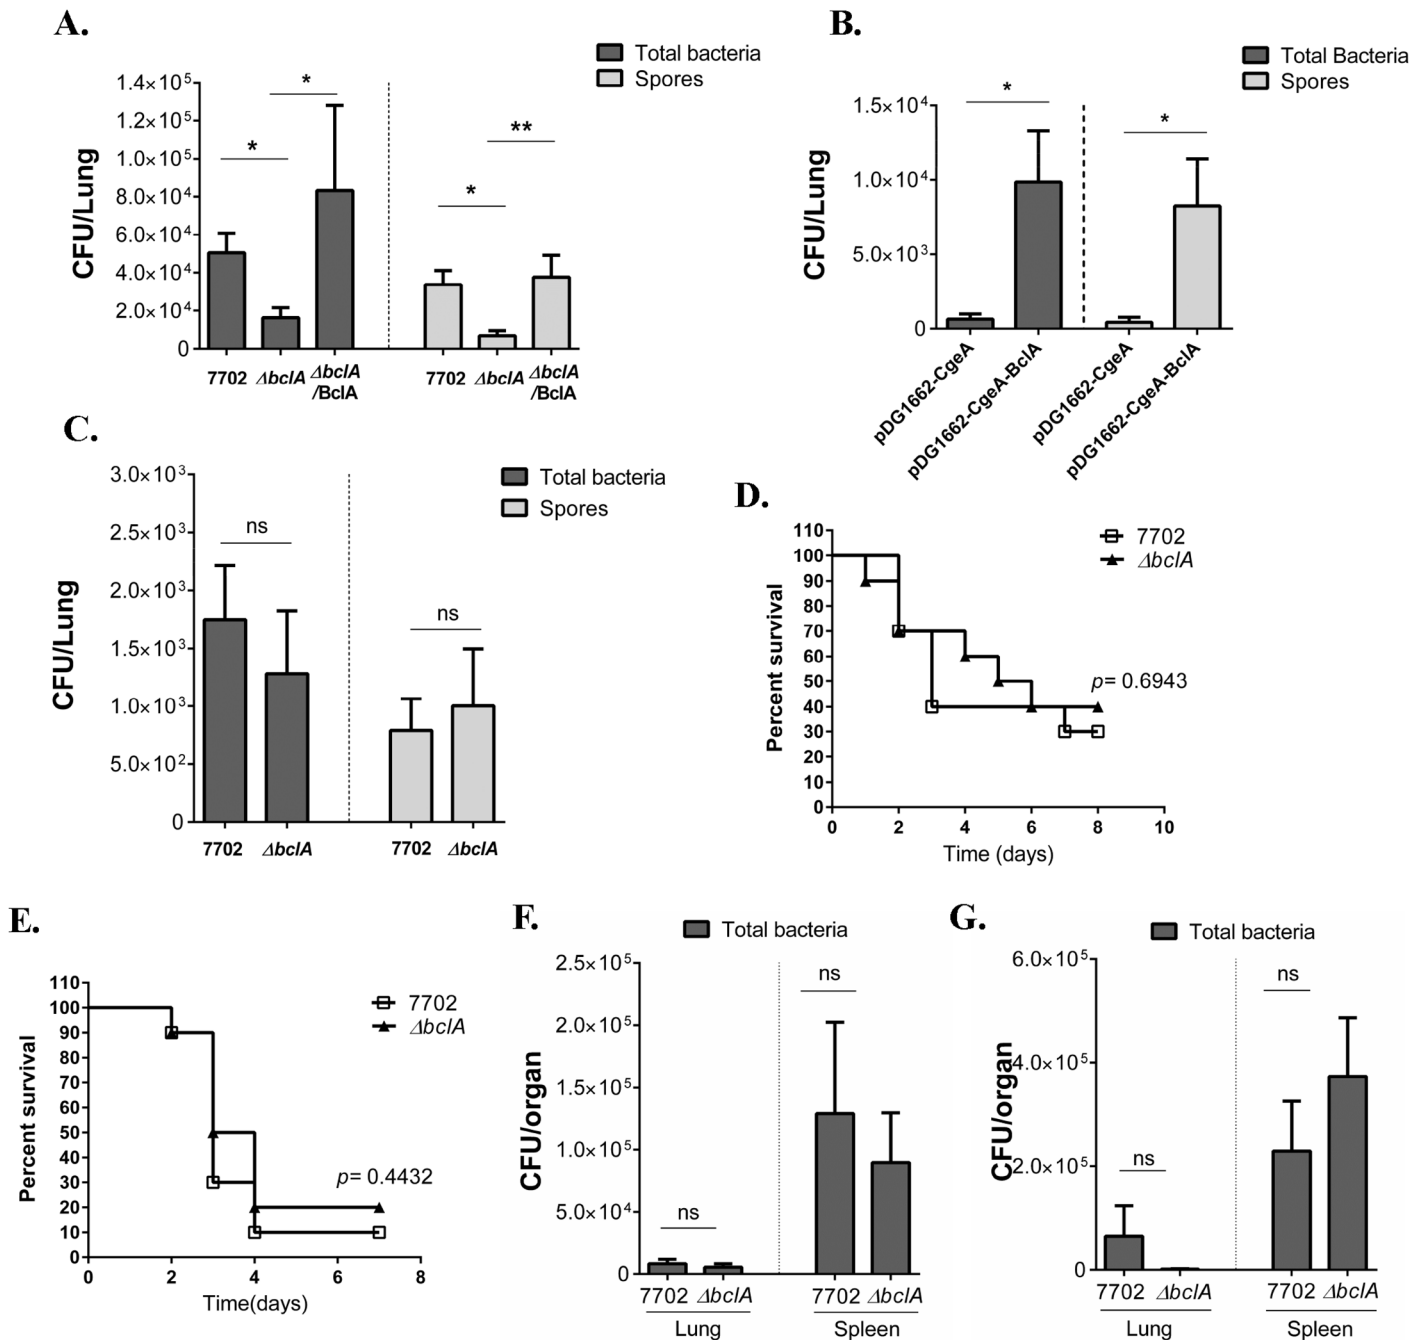 A.
Total bacteria
Spores
CFU/Lung
1.4×10⁵
1.2×10⁵
1.0×10⁵
8.0×10⁴
6.0×10⁴
4.0×10⁴
2.0×10⁴
0
*
*
*
**
7702 ΔbclA ΔbclA
/BclA
7702 ΔbclA ΔbclA
/BclA
B.
Total Bacteria
Spores
CFU/Lung
1.5×10⁴
1.0×10⁴
5.0×10³
0
*
*
pDG1662-CgeA
pDG1662-CgeA-BclA
pDG1662-CgeA
pDG1662-CgeA-BclA
C.
Total bacteria
Spores
CFU/Lung
3.0×10³
2.5×10³
2.0×10³
1.5×10³
1.0×10³
5.0×10²
0
ns
ns
7702 ΔbclA
7702 ΔbclA
D.
7702
ΔbclA
Percent survival
110
100
90
80
70
60
50
40
30
20
10
0
p= 0.6943
0 2 4 6 8 10
Time (days)
E.
7702
ΔbclA
Percent survival
110
100
90
80
70
60
50
40
30
20
10
0
p= 0.4432
0 2 4 6 8
Time(days)
F.
Total bacteria
CFU/organ
2.5×10⁵
2.0×10⁵
1.5×10⁵
1.0×10⁵
5.0×10⁴
0
ns
ns
7702 ΔbclA
7702 ΔbclA
Lung
Spleen
G.
Total bacteria
CFU/organ
6.0×10⁵
4.0×10⁵
2.0×10⁵
0
ns
ns
7702 ΔbclA
7702 ΔbclA
Lung
Spleen